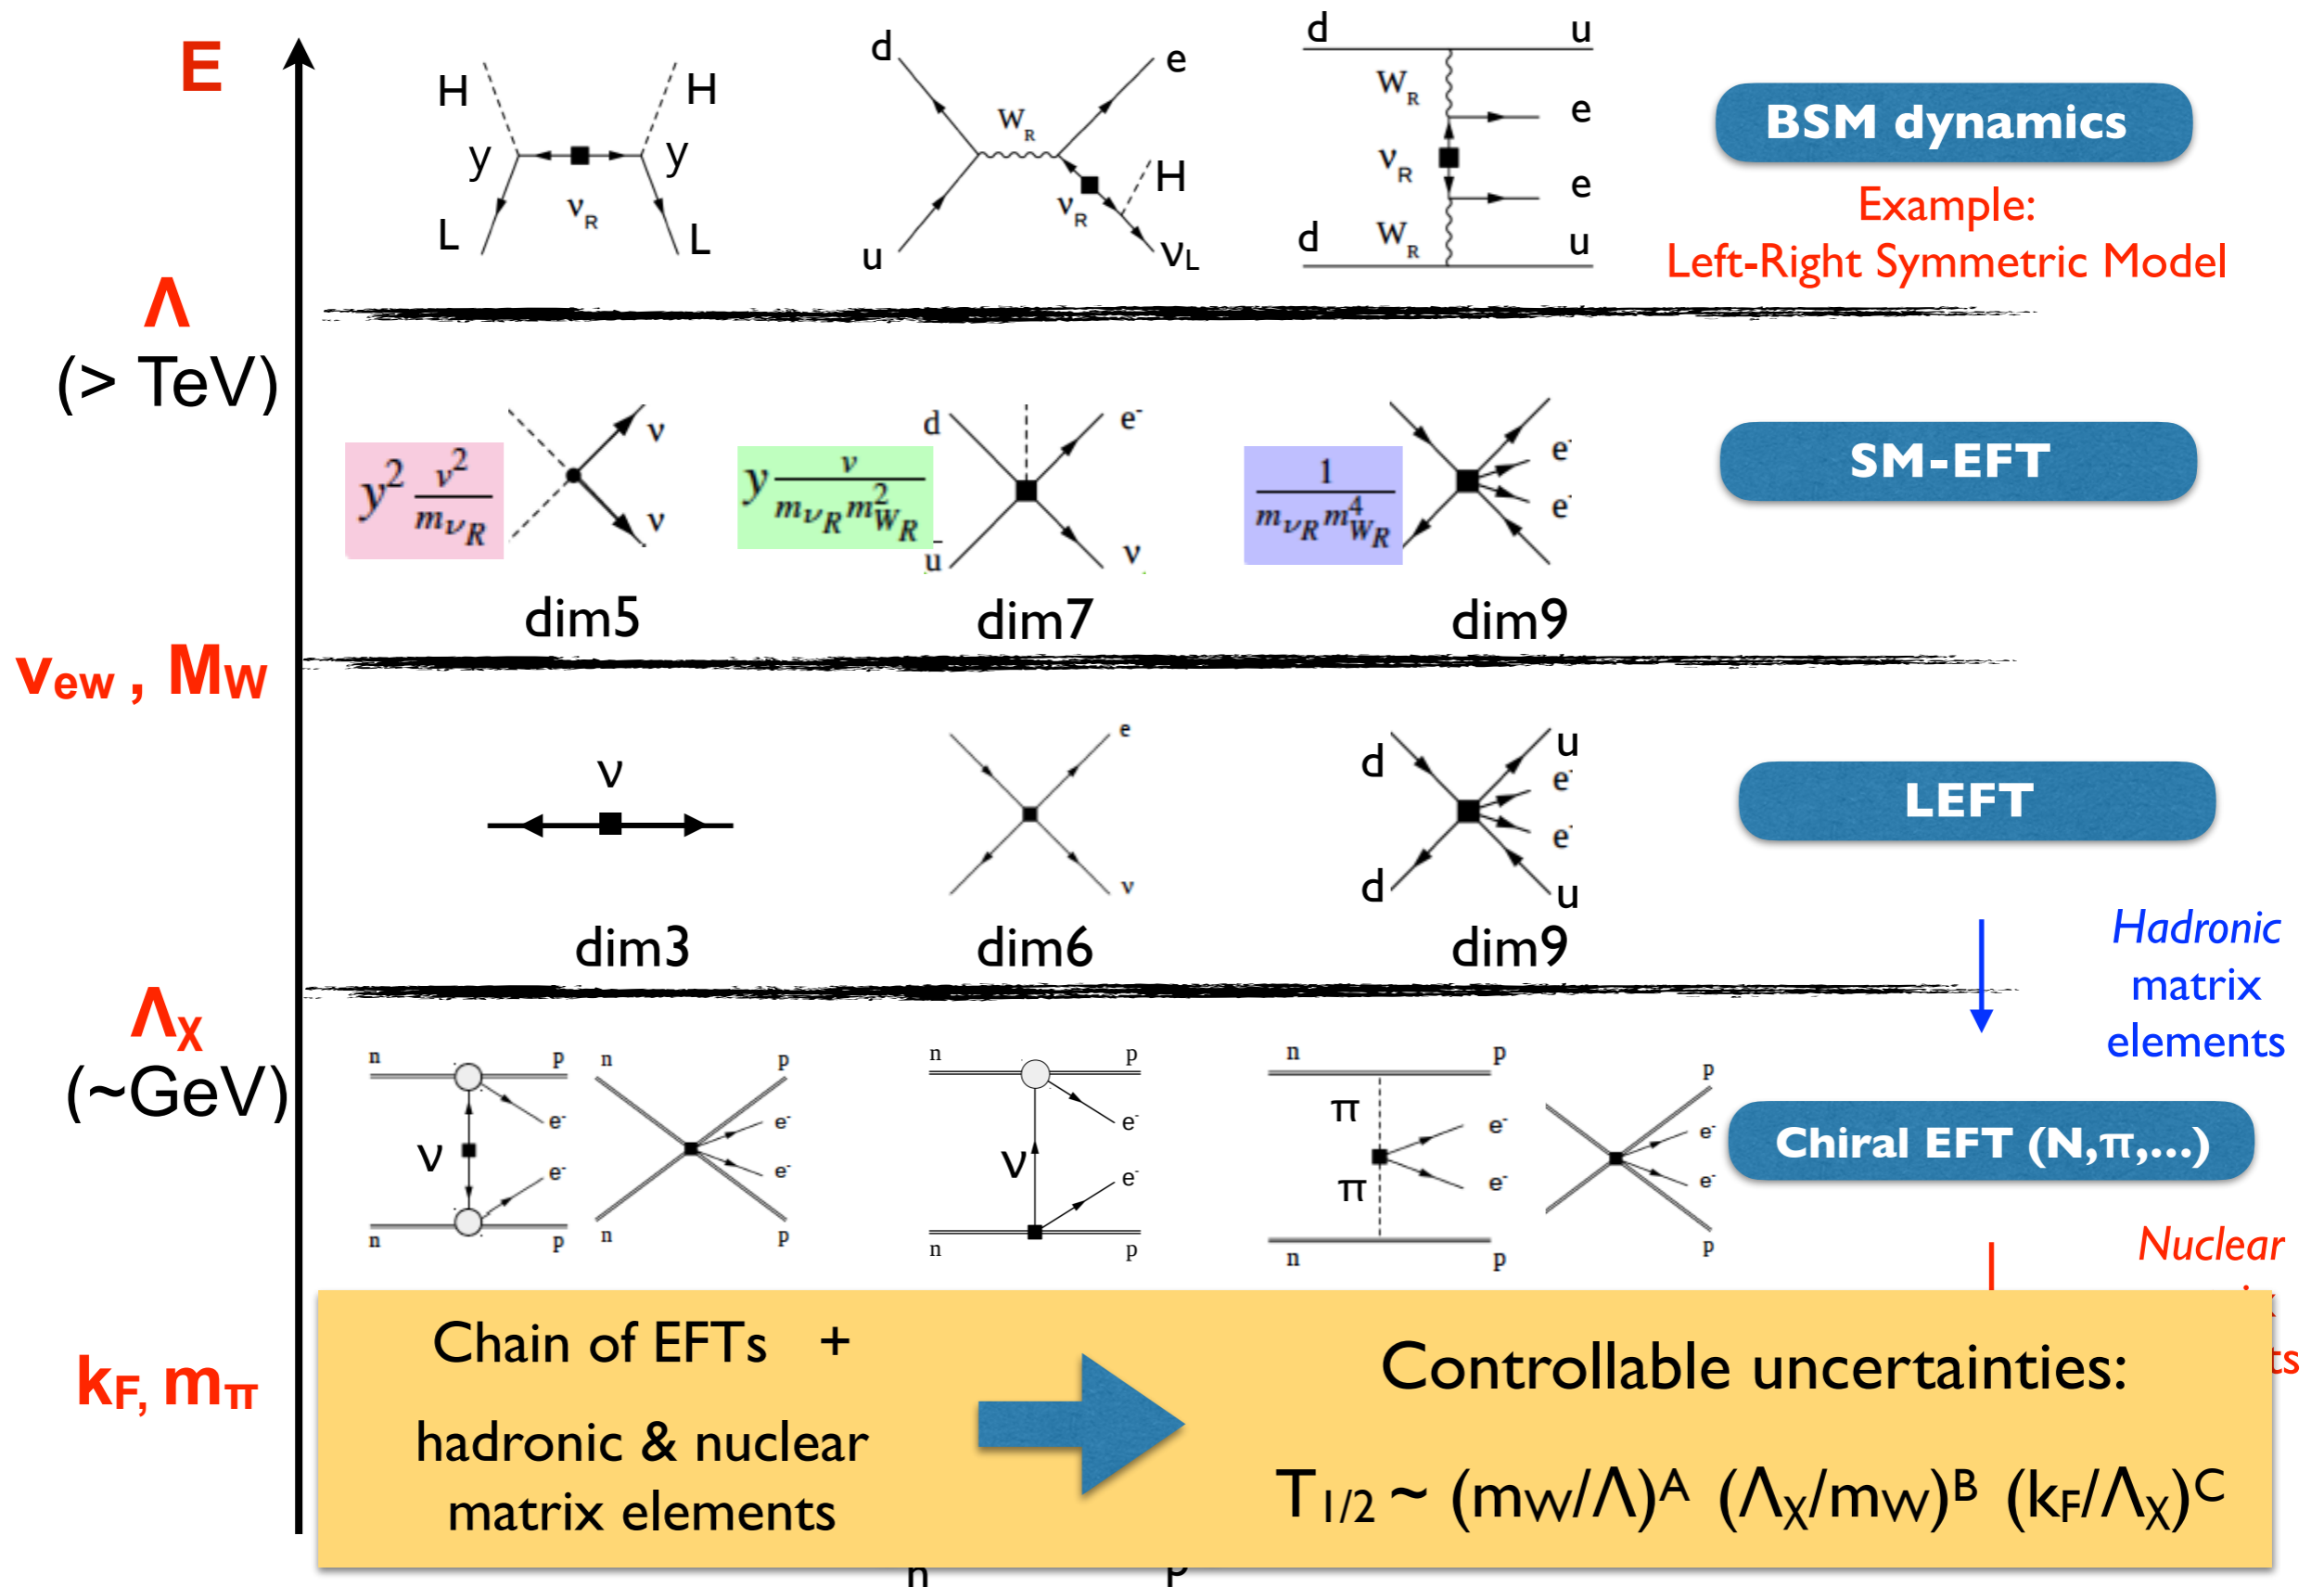 E
H
H
y
y
νR
L
L
d
e
WR
H
νR
u
νL
d
u
WR
e
νR
e
d
WR
u
BSM dynamics
Example:
Left-Right Symmetric Model
Λ
(> TeV)
y² v²/mνR
ν
ν
y v/(mνR m²WR)
d
e-
ū
ν
1/(mνR m⁴WR)
e-
e-
SM-EFT
dim5
dim7
dim9
vew , MW
ν
e
ν
d
u
e-
e-
d
u
LEFT
dim3
dim6
dim9
Hadronic
matrix
elements
Λχ
(~GeV)
n
p
e-
ν
e-
n
p
n
p
e-
e-
n
p
n
p
e-
ν
e-
n
p
n
p
π
e-
π
e-
n
p
p
e-
e-
p
Chiral EFT (N,π,...)
Nuclear
kF, mπ
Chain of EFTs +
hadronic & nuclear
matrix elements
Controllable uncertainties:
T1/2 ~ (mW/Λ)^A (Λχ/mW)^B (kF/Λχ)^C